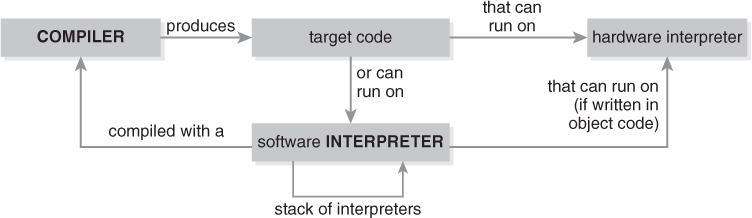 that can
run on
produces
COMPILER
target code
hardware interpreter
or can
run on
that can run on
(if written in
object code)
compiled with a
software INTERPRETER
stack of interpreters